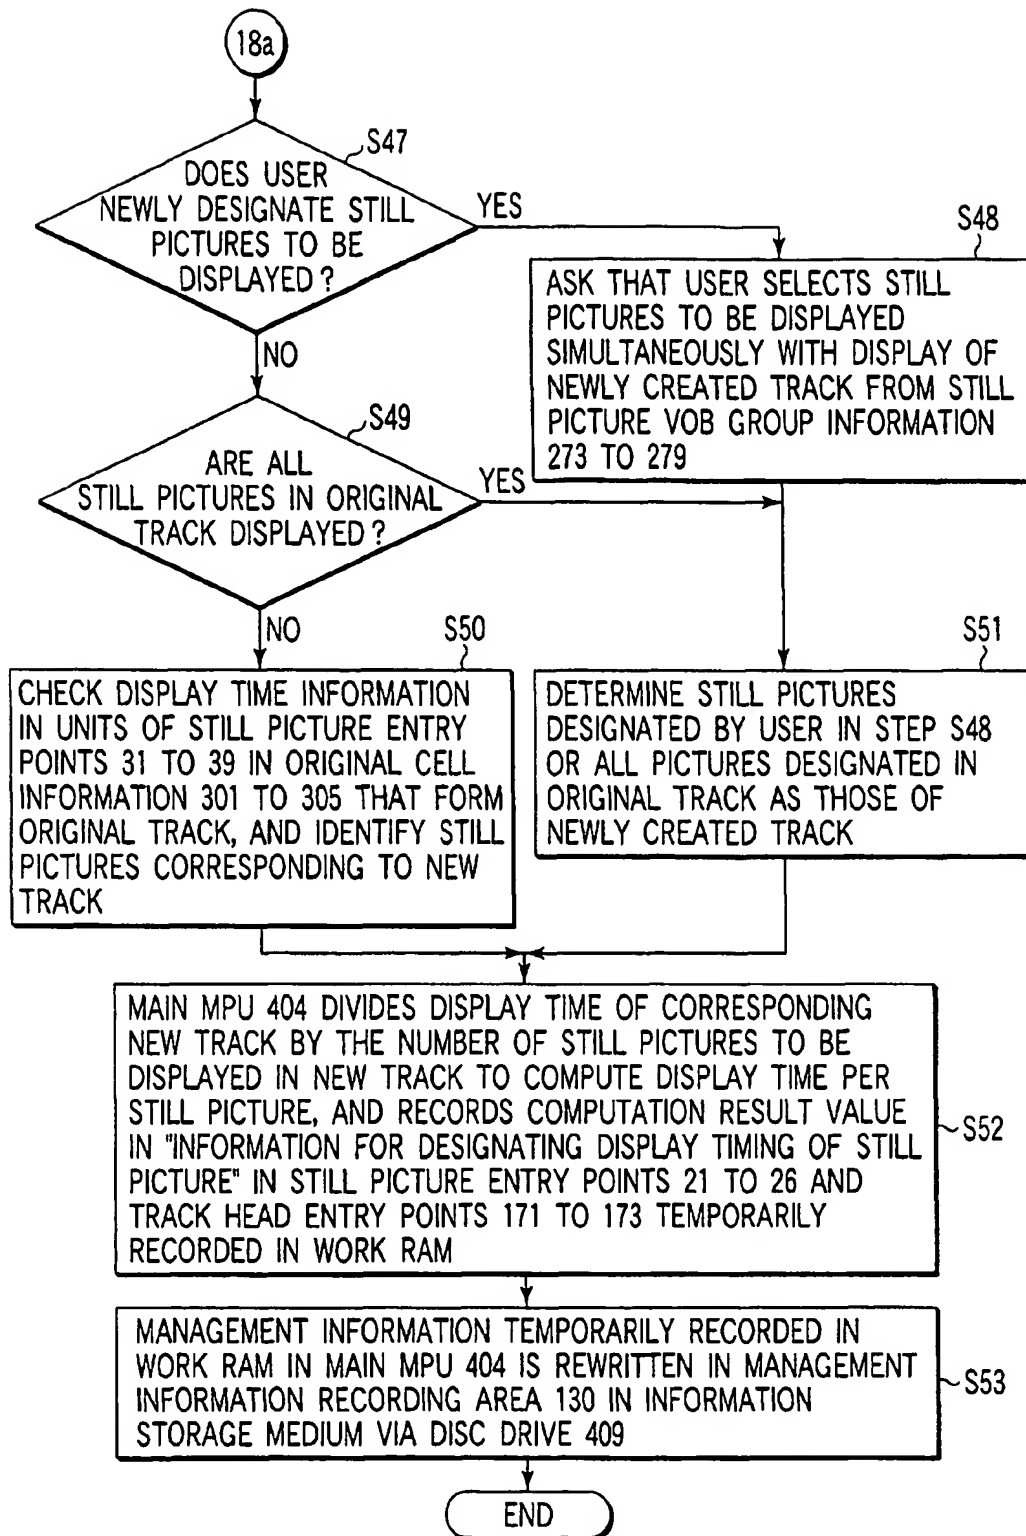 18a
S47
DOES USER
NEWLY DESIGNATE STILL
PICTURES TO BE
DISPLAYED ?
YES
NO
S48
ASK THAT USER SELECTS STILL
PICTURES TO BE DISPLAYED
SIMULTANEOUSLY WITH DISPLAY OF
NEWLY CREATED TRACK FROM STILL
PICTURE VOB GROUP INFORMATION
273 TO 279
S49
ARE ALL
STILL PICTURES IN ORIGINAL
TRACK DISPLAYED ?
YES
NO
S50
CHECK DISPLAY TIME INFORMATION
IN UNITS OF STILL PICTURE ENTRY
POINTS 31 TO 39 IN ORIGINAL CELL
INFORMATION 301 TO 305 THAT FORM
ORIGINAL TRACK, AND IDENTIFY STILL
PICTURES CORRESPONDING TO NEW
TRACK
S51
DETERMINE STILL PICTURES
DESIGNATED BY USER IN STEP S48
OR ALL PICTURES DESIGNATED IN
ORIGINAL TRACK AS THOSE OF
NEWLY CREATED TRACK
MAIN MPU 404 DIVIDES DISPLAY TIME OF CORRESPONDING
NEW TRACK BY THE NUMBER OF STILL PICTURES TO BE
DISPLAYED IN NEW TRACK TO COMPUTE DISPLAY TIME PER
STILL PICTURE, AND RECORDS COMPUTATION RESULT VALUE
IN "INFORMATION FOR DESIGNATING DISPLAY TIMING OF STILL
PICTURE" IN STILL PICTURE ENTRY POINTS 21 TO 26 AND
TRACK HEAD ENTRY POINTS 171 TO 173 TEMPORARILY
RECORDED IN WORK RAM
S52
MANAGEMENT INFORMATION TEMPORARILY RECORDED IN
WORK RAM IN MAIN MPU 404 IS REWRITTEN IN MANAGEMENT
INFORMATION RECORDING AREA 130 IN INFORMATION
STORAGE MEDIUM VIA DISC DRIVE 409
S53
END